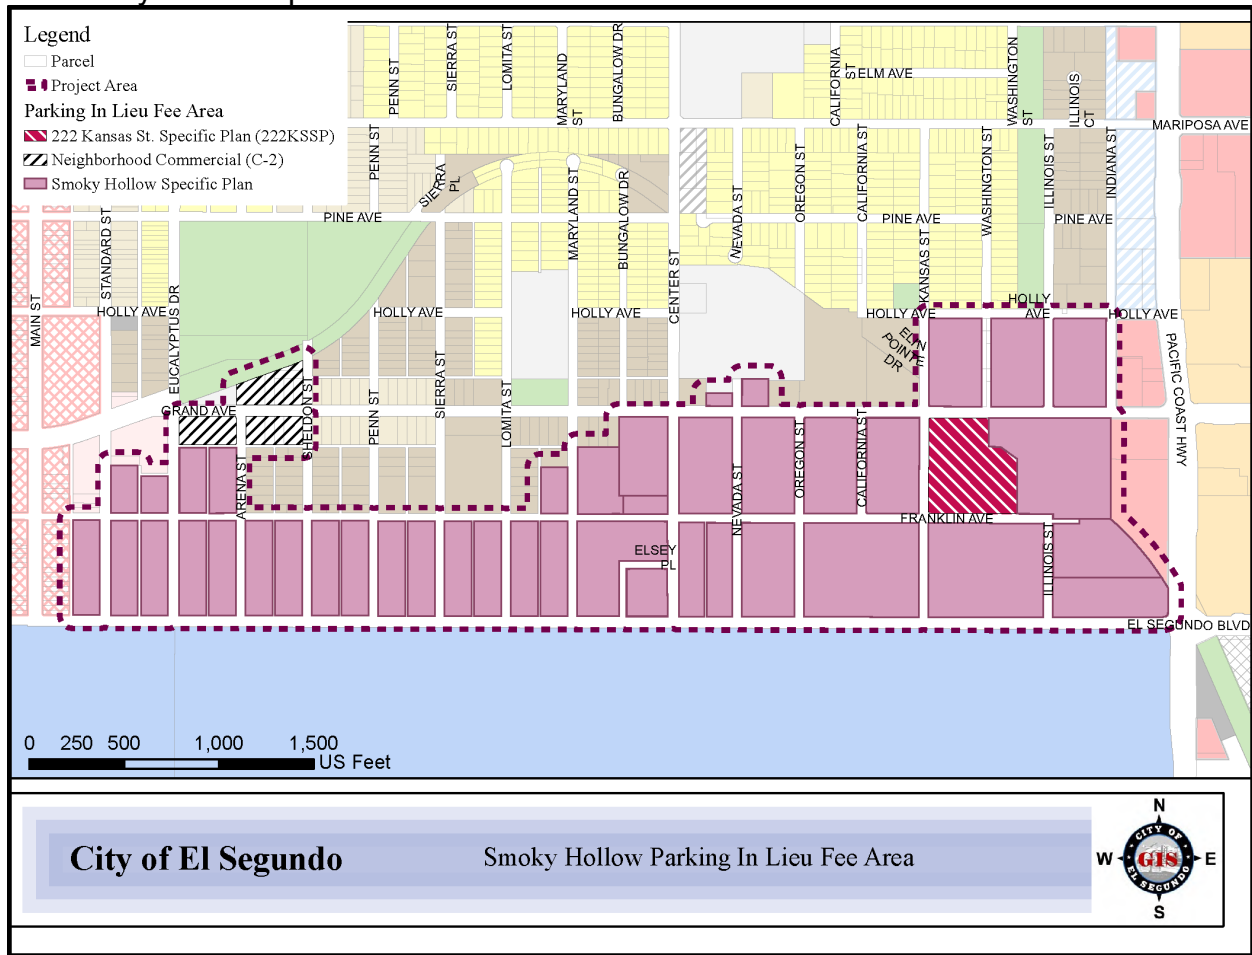 Legend
Parcel
Project Area
Parking In Lieu Fee Area
222 Kansas St. Specific Plan (222KSSP)
Neighborhood Commercial (C-2)
Smoky Hollow Specific Plan
PENN ST
SIERRA ST
LOMITA ST
MARYLAND ST
BUNGALOW DR
CALIFORNIA ST
ELM AVE
WASHINGTON ST
ILLINOIS CT
MARIPOSA AVE
PENN ST
SIERRA PL
MARYLAND ST
BUNGALOW DR
NEVADA ST
OREGON ST
CALIFORNIA ST
WASHINGTON ST
ILLINOIS ST
INDIANA ST
PINE AVE
PINE AVE
PINE AVE
STANDARD ST
EUCALYPTUS DR
CENTER ST
KANSAS ST
MAIN ST
HOLLY AVE
HOLLY AVE
HOLLY AVE
HOLLY AVE
HOLLY AVE
HOLLY AVE
ELYN POINTE DR
PACIFIC COAST HWY
GRAND AVE
SHELDON ST
PENN ST
SIERRA ST
LOMITA ST
ARENA ST
NEVADA ST
OREGON ST
CALIFORNIA ST
FRANKLIN AVE
ELSEY PL
ILLINOIS ST
EL SEGUNDO BLVD
0 250 500 1,000 1,500
US Feet
City of El Segundo
Smoky Hollow Parking In Lieu Fee Area
N
W E
S
CITY OF
GIS
EL SEGUNDO